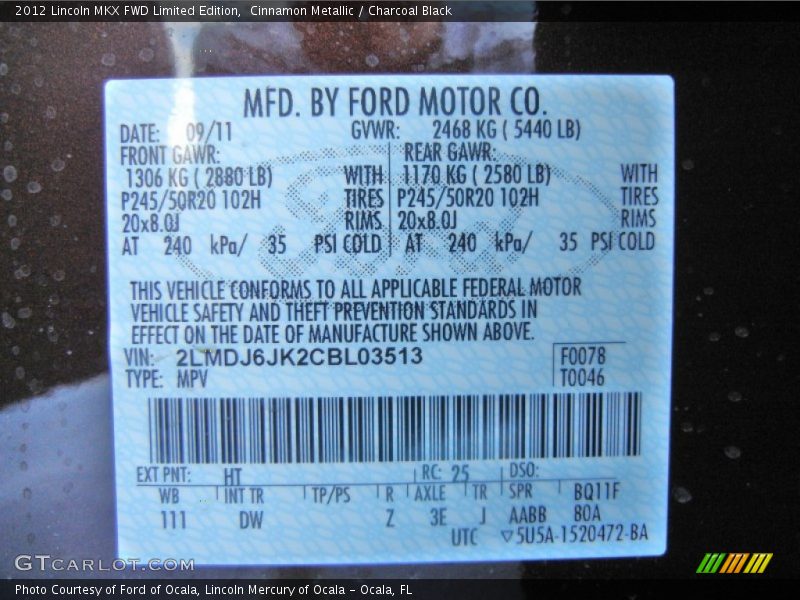 2012 Lincoln MKX FWD Limited Edition,  Cinnamon Metallic / Charcoal Black
MFD. BY FORD MOTOR CO.
DATE: 09/11 GVWR: 2468 KG ( 5440 LB)
FRONT GAWR: REAR GAWR:
1306 KG ( 2880 LB) WITH 1170 KG ( 2580 LB) WITH
P245/50R20 102H TIRES P245/50R20 102H TIRES
20x8.0J RIMS 20x8.0J RIMS
AT 240 kPa/ 35 PSI COLD AT 240 kPa/ 35 PSI COLD
THIS VEHICLE CONFORMS TO ALL APPLICABLE FEDERAL MOTOR
VEHICLE SAFETY AND THEFT PREVENTION STANDARDS IN
EFFECT ON THE DATE OF MANUFACTURE SHOWN ABOVE.
VIN: 2LMDJ6JK2CBL03513 F0078
TYPE: MPV T0046
EXT PNT: HT RC: 25 DSO:
WB INT TR TP/PS R AXLE TR SPR BQ11F
111 DW Z 3E J AABB 80A
UTC ▽5U5A-1520472-BA
GTCARLOT.COM
Photo Courtesy of Ford of Ocala, Lincoln Mercury of Ocala – Ocala, FL